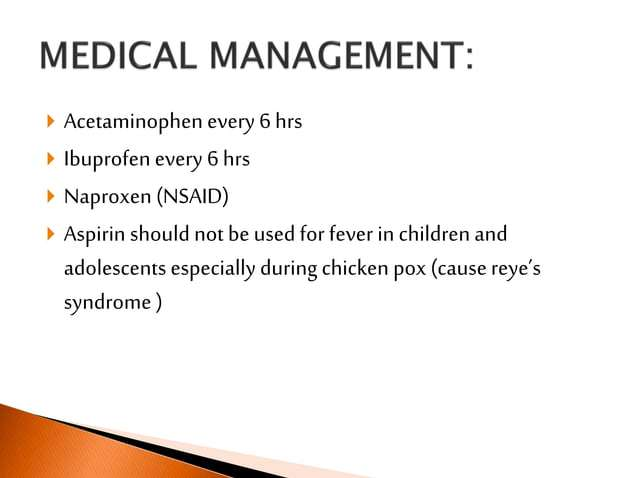 MEDICAL MANAGEMENT:
Acetaminophen every 6 hrs
Ibuprofen every 6 hrs
Naproxen (NSAID)
Aspirin should not be used for fever in children and
adolescents especially during chicken pox (cause reye’s
syndrome )